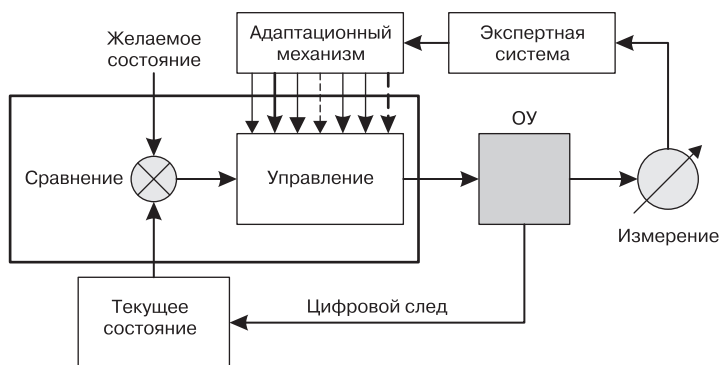 Желаемое
состояние
Адаптационный
механизм
Экспертная
система
ОУ
Сравнение
Управление
Измерение
Текущее
состояние
Цифровой след